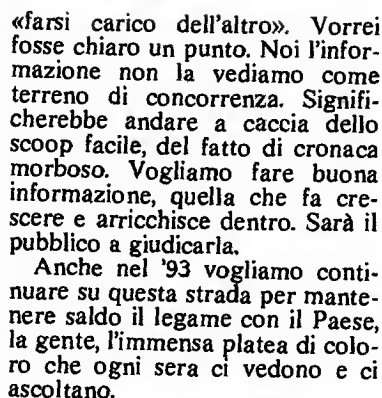 «farsi carico dell'altro». Vorrei
fosse chiaro un punto. Noi l'infor-
mazione non la vediamo come
terreno di concorrenza. Signifi-
cherebbe andare a caccia dello
scoop facile, del fatto di cronaca
morboso. Vogliamo fare buona
informazione, quella che fa cre-
scere e arricchisce dentro. Sarà il
pubblico a giudicarla.
Anche nel '93 vogliamo conti-
nuare su questa strada per mante-
nere saldo il legame con il Paese,
la gente, l'immensa platea di colo-
ro che ogni sera ci vedono e ci
ascoltano.